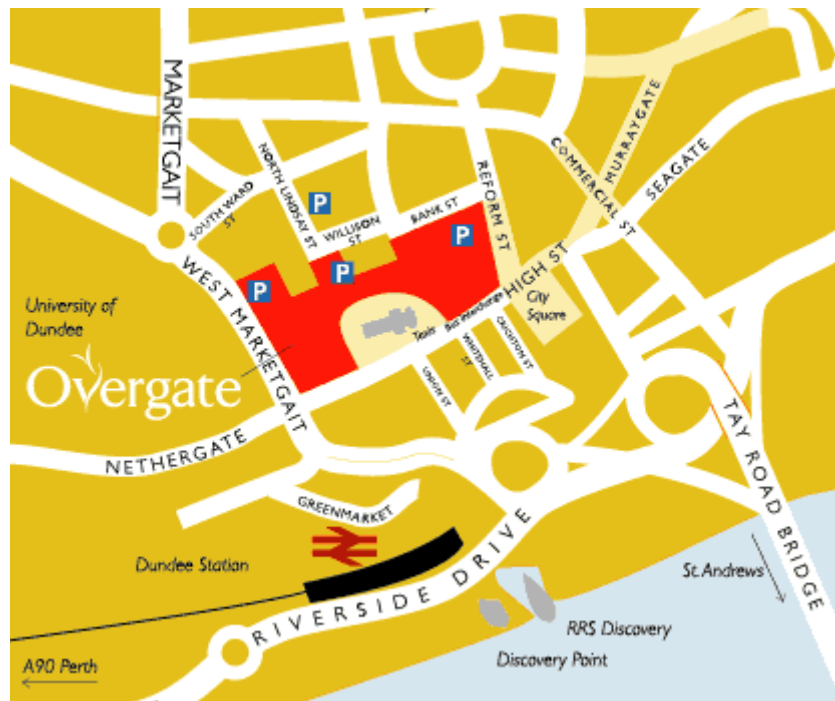 MARKETGAIT
MURRAYGATE
COMMERCIAL ST
SEAGATE
NORTH LINDSAY ST
REFORM ST
SOUTH WARD
ST
P
WILLISON
ST
BANK ST
P
P
P
HIGH ST
WEST MARKETGAIT
University of
Dundee
City
Square
Taxis
Bus Interchange
CRICHTON ST
WHITEHALL
ST
UNION ST
Overgate
NETHERGATE
TAY ROAD BRIDGE
GREENMARKET
Dundee Station
RIVERSIDE DRIVE
St. Andrews
RRS Discovery
Discovery Point
A90 Perth